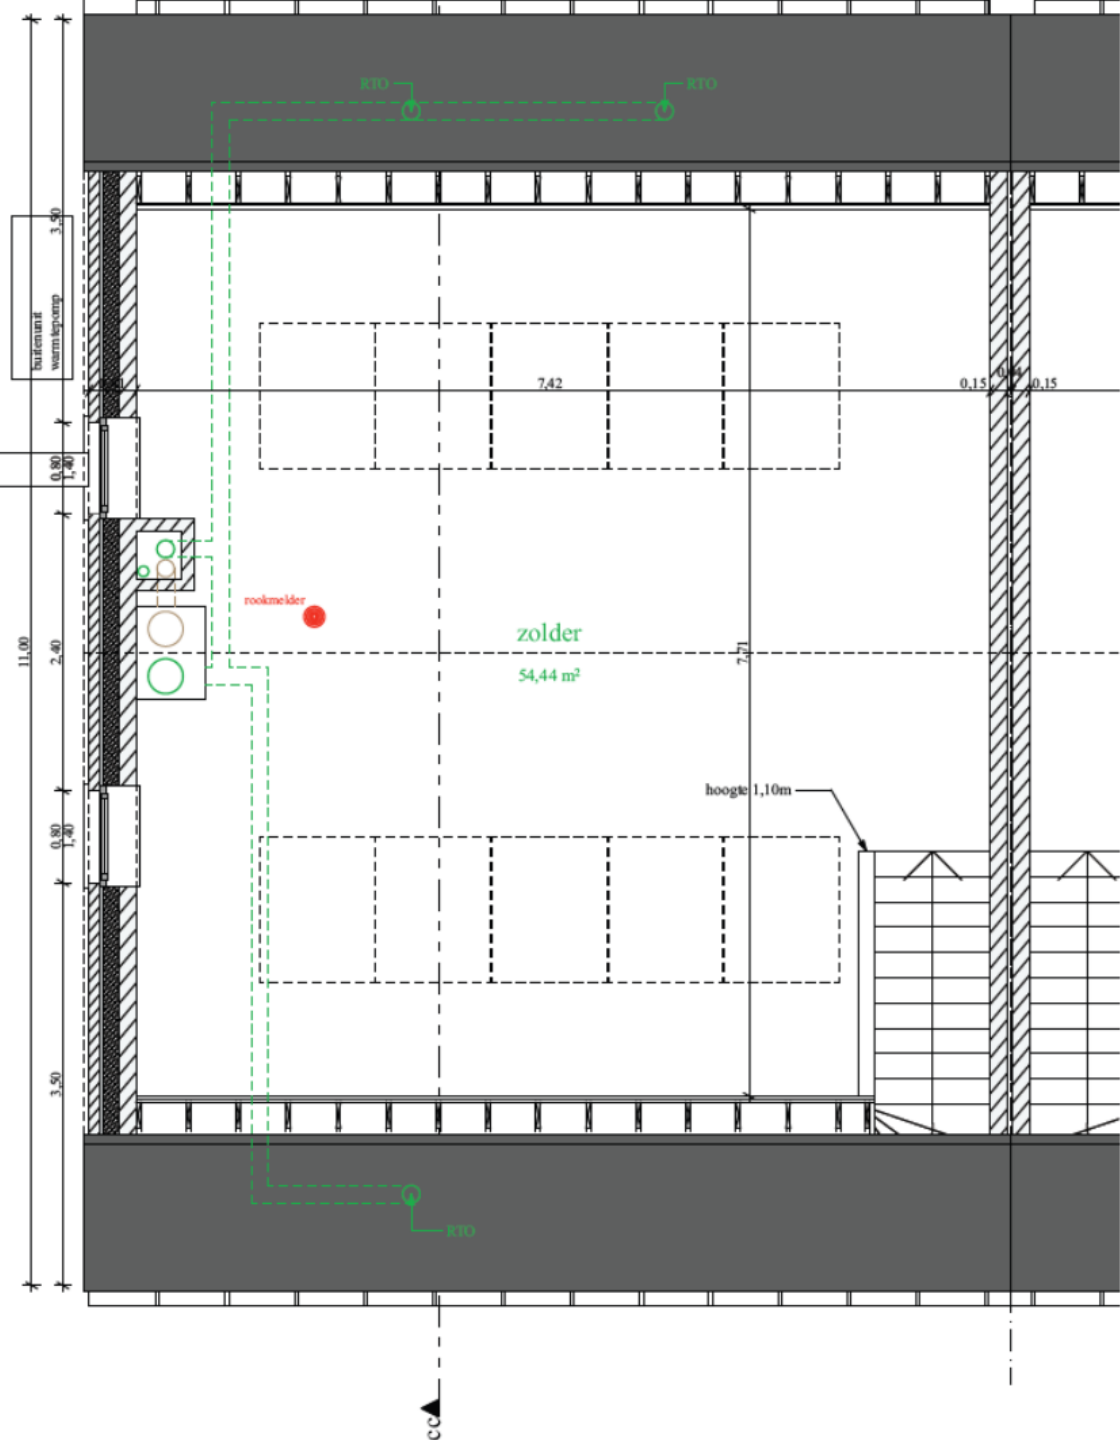 RTO
RTO
3,50
buitenunit
warmtepomp
7,42
0,15
0,15
0,80
1,40
rookmelder
zolder
54,44 m²
11,00
2,40
7,71
hoogte 1,10m
0,80
1,40
3,50
RTO
cc